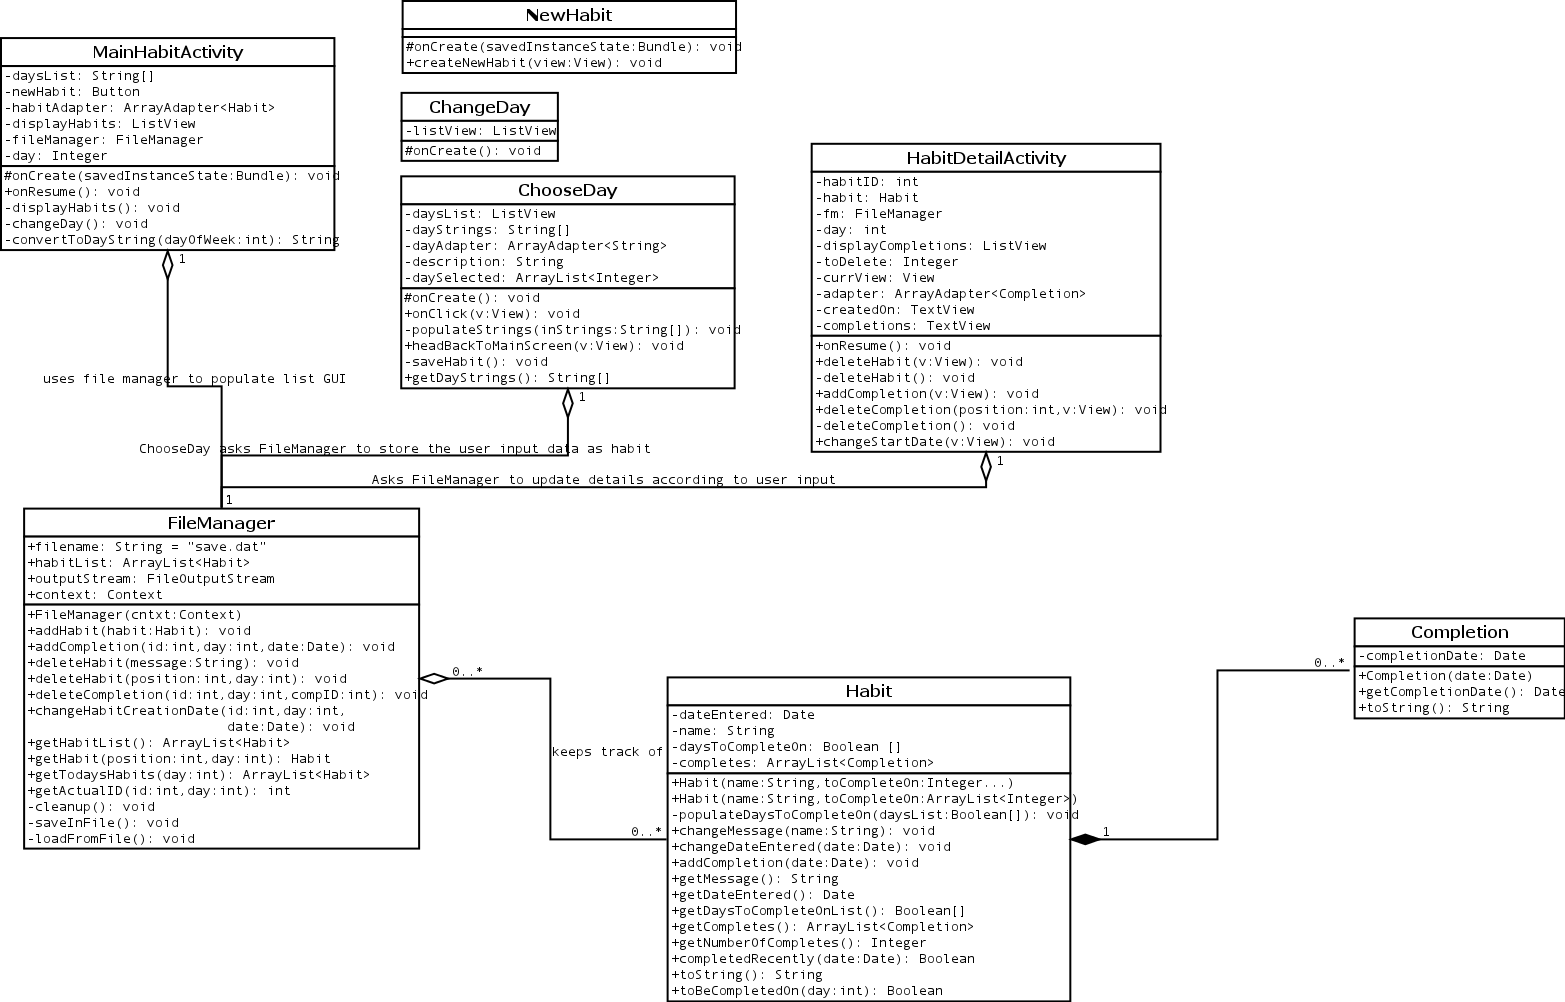 NewHabit
#onCreate(savedInstanceState:Bundle): void
+createNewHabit(view:View): void
MainHabitActivity
-daysList: String[]
-newHabit: Button
-habitAdapter: ArrayAdapter<Habit>
-displayHabits: ListView
-fileManager: FileManager
-day: Integer
#onCreate(savedInstanceState:Bundle): void
+onResume(): void
-displayHabits(): void
-changeDay(): void
-convertToDayString(dayOfWeek:int): String
1
ChangeDay
-listView: ListView
#onCreate(): void
ChooseDay
-daysList: ListView
-dayStrings: String[]
-dayAdapter: ArrayAdapter<String>
-description: String
-daySelected: ArrayList<Integer>
#onCreate(): void
+onClick(v:View): void
-populateStrings(inStrings:String[]): void
+headBackToMainScreen(v:View): void
-saveHabit(): void
+getDayStrings(): String[]
1
HabitDetailActivity
-habitID: int
-habit: Habit
-fm: FileManager
-day: int
-displayCompletions: ListView
-toDelete: Integer
-currView: View
-adapter: ArrayAdapter<Completion>
-createdOn: TextView
-completions: TextView
+onResume(): void
+deleteHabit(v:View): void
-deleteHabit(): void
+addCompletion(v:View): void
+deleteCompletion(position:int,v:View): void
-deleteCompletion(): void
+changeStartDate(v:View): void
1
uses file manager to populate list GUI
ChooseDay asks FileManager to store the user input data as habit
Asks FileManager to update details according to user input
1
FileManager
+filename: String = "save.dat"
+habitList: ArrayList<Habit>
+outputStream: FileOutputStream
+context: Context
+FileManager(cntxt:Context)
+addHabit(habit:Habit): void
+addCompletion(id:int,day:int,date:Date): void
+deleteHabit(message:String): void
+deleteHabit(position:int,day:int): void
+deleteCompletion(id:int,day:int,compID:int): void
+changeHabitCreationDate(id:int,day:int,
date:Date): void
+getHabitList(): ArrayList<Habit>
+getHabit(position:int,day:int): Habit
+getTodaysHabits(day:int): ArrayList<Habit>
+getActualID(id:int,day:int): int
-cleanup(): void
-saveInFile(): void
-loadFromFile(): void
0..*
keeps track of
0..*
Habit
-dateEntered: Date
-name: String
-daysToCompleteOn: Boolean []
-completes: ArrayList<Completion>
+Habit(name:String,toCompleteOn:Integer...)
+Habit(name:String,toCompleteOn:ArrayList<Integer>)
-populateDaysToCompleteOn(daysList:Boolean[]): void
+changeMessage(name:String): void
+changeDateEntered(date:Date): void
+addCompletion(date:Date): void
+getMessage(): String
+getDateEntered(): Date
+getDaysToCompleteOnList(): Boolean[]
+getCompletes(): ArrayList<Completion>
+getNumberOfCompletes(): Integer
+completedRecently(date:Date): Boolean
+toString(): String
+toBeCompletedOn(day:int): Boolean
1
0..*
Completion
-completionDate: Date
+Completion(date:Date)
+getCompletionDate(): Date
+toString(): String